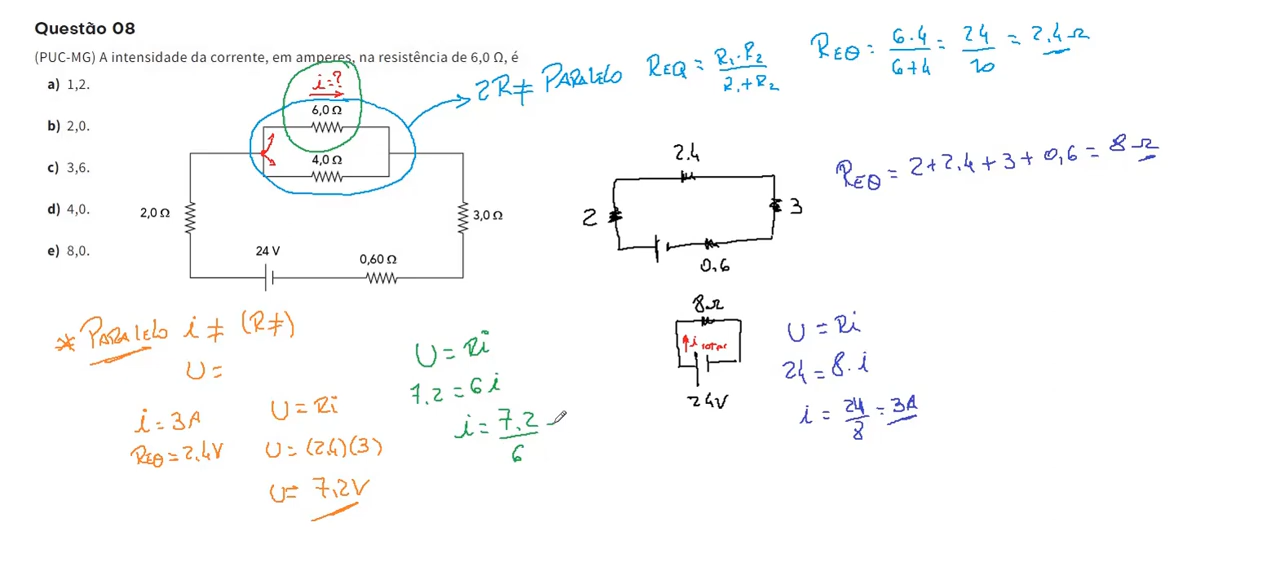 Questão 08
(PUC-MG) A intensidade da corrente, em amperes, na resistência de 6,0 Ω, é
a) 1,2.
b) 2,0.
c) 3,6.
d) 4,0.
e) 8,0.
i=?
6,0 Ω
4,0 Ω
2,0 Ω
3,0 Ω
24 V
0,60 Ω
2R≠ PARALELO
REQ = R1.R2 / R1+R2
REQ = 6.4 / 6+4 = 24 / 10 = 2,4 Ω
2.4
2
3
0,6
REQ = 2+2,4+3+0,6 = 8 Ω
8Ω
i TOTAL
24V
U = Ri
24 = 8. i
i = 24 / 8 = 3A
* PARALELO i ≠ (R≠)
U =
i = 3A
REQ = 2,4V
U = Ri
U = (2,4)(3)
U = 7,2V
U = Ri
7.2 = 6 i
i = 7.2 / 6